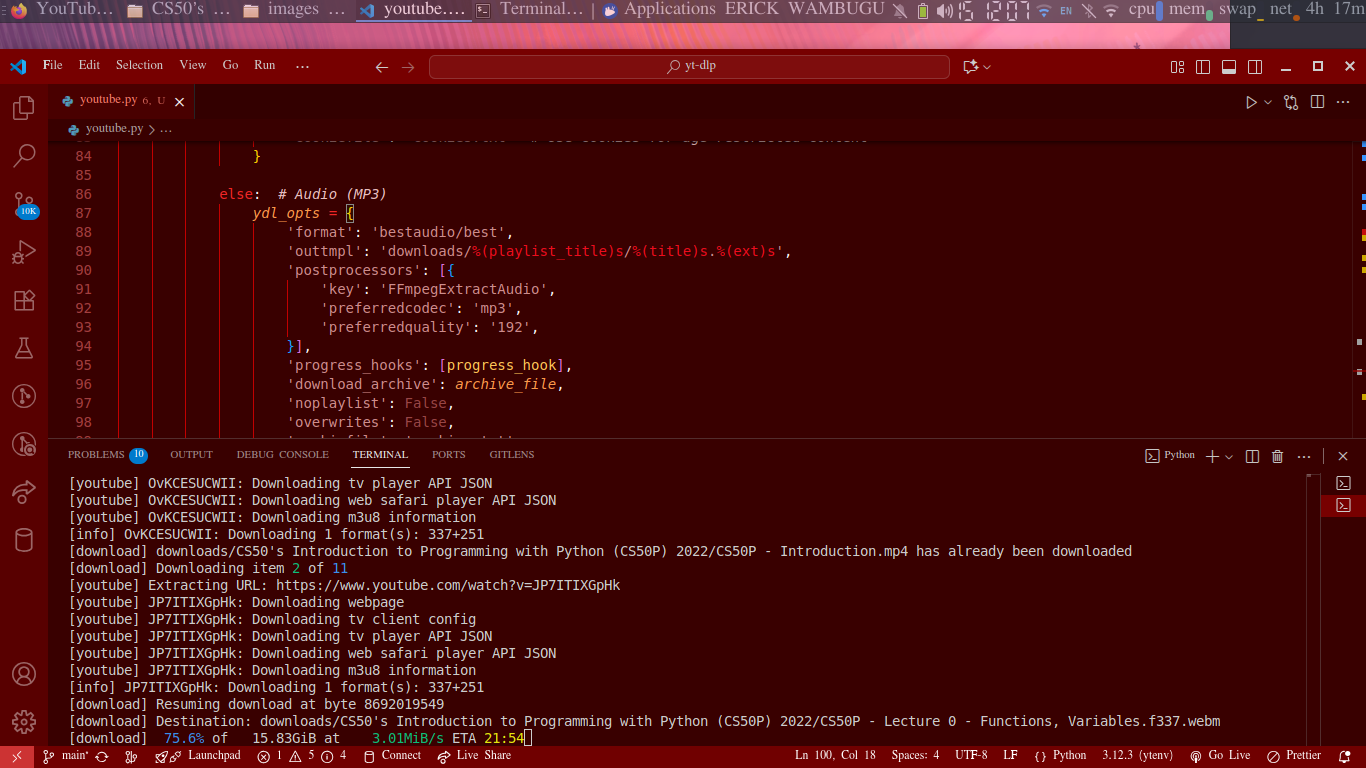 YouTub… CS50’s … images … youtube.… Terminal… | Applications ERICK WAMBUGU 15 12 07 EN cpu mem swap net 4h 17m
File Edit Selection View Go Run … yt-dlp
youtube.py 6, U
youtube.py > …
84 }
85
86 else: # Audio (MP3)
87 ydl_opts = {
88 'format': 'bestaudio/best',
89 'outtmpl': 'downloads/%(playlist_title)s/%(title)s.%(ext)s',
90 'postprocessors': [{
91 'key': 'FFmpegExtractAudio',
92 'preferredcodec': 'mp3',
93 'preferredquality': '192',
94 }],
95 'progress_hooks': [progress_hook],
96 'download_archive': archive_file,
97 'noplaylist': False,
98 'overwrites': False,
10K
PROBLEMS 10 OUTPUT DEBUG CONSOLE TERMINAL PORTS GITLENS Python
[youtube] OvKCESUCWII: Downloading tv player API JSON
[youtube] OvKCESUCWII: Downloading web safari player API JSON
[youtube] OvKCESUCWII: Downloading m3u8 information
[info] OvKCESUCWII: Downloading 1 format(s): 337+251
[download] downloads/CS50's Introduction to Programming with Python (CS50P) 2022/CS50P - Introduction.mp4 has already been downloaded
[download] Downloading item 2 of 11
[youtube] Extracting URL: https://www.youtube.com/watch?v=JP7ITIXGpHk
[youtube] JP7ITIXGpHk: Downloading webpage
[youtube] JP7ITIXGpHk: Downloading tv client config
[youtube] JP7ITIXGpHk: Downloading tv player API JSON
[youtube] JP7ITIXGpHk: Downloading web safari player API JSON
[youtube] JP7ITIXGpHk: Downloading m3u8 information
[info] JP7ITIXGpHk: Downloading 1 format(s): 337+251
[download] Resuming download at byte 8692019549
[download] Destination: downloads/CS50's Introduction to Programming with Python (CS50P) 2022/CS50P - Lecture 0 - Functions, Variables.f337.webm
[download] 75.6% of 15.83GiB at 3.01MiB/s ETA 21:54
main* Launchpad 1 5 4 Connect Live Share Ln 100, Col 18 Spaces: 4 UTF-8 LF {} Python 3.12.3 (ytenv) Go Live Prettier